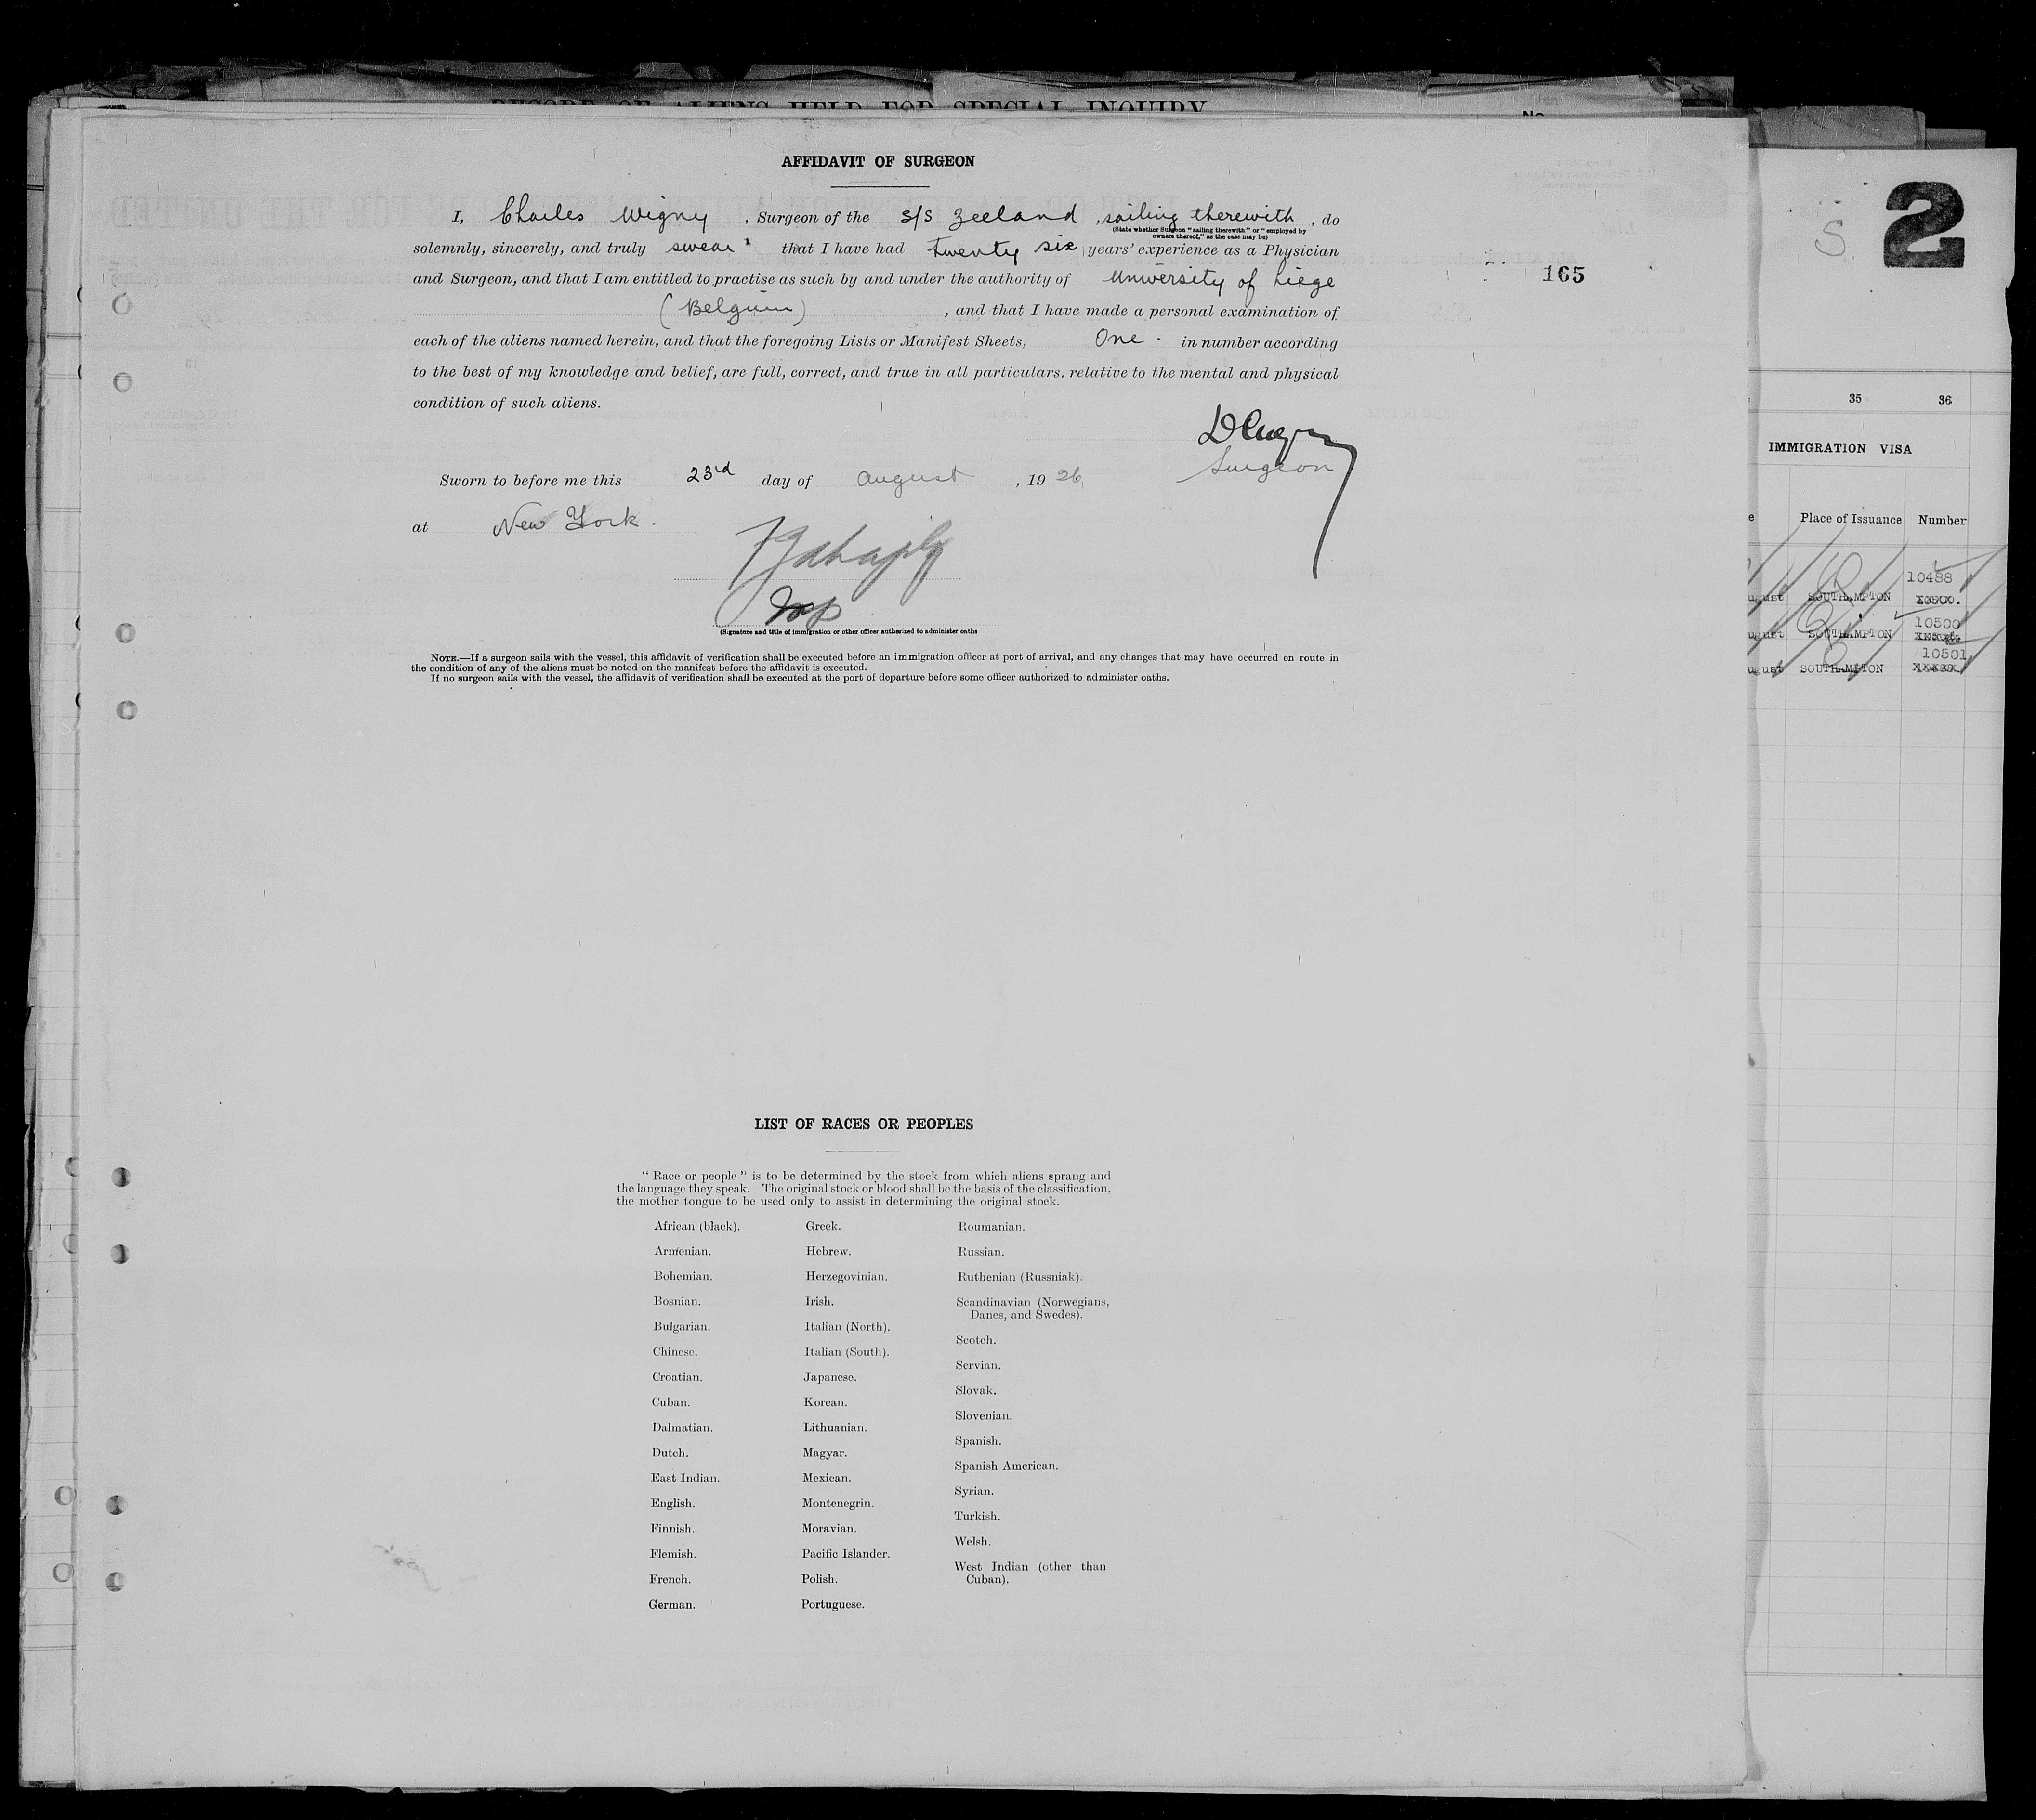 RECORD OF ALIENS HELD FOR SPECIAL INQUIRY
No
AFFIDAVIT OF SURGEON
I, Charles Wigny, Surgeon of the s/s Zeeland, sailing therewith, do
(State whether Surgeon "sailing therewith" or "employed by
owners thereof," as the case may be)
solemnly, sincerely, and truly swear that I have had twenty six years' experience as a Physician
and Surgeon, and that I am entitled to practise as such by and under the authority of University of Liege
(Belgium), and that I have made a personal examination of
each of the aliens named herein, and that the foregoing Lists or Manifest Sheets, One in number according
to the best of my knowledge and belief, are full, correct, and true in all particulars, relative to the mental and physical
condition of such aliens.
Surgeon
Sworn to before me this 23rd day of August, 1926
at New York.
(Signature and title of immigration or other officer authorized to administer oaths
NOTE.—If a surgeon sails with the vessel, this affidavit of verification shall be executed before an immigration officer at port of arrival, and any changes that may have occurred en route in
the condition of any of the aliens must be noted on the manifest before the affidavit is executed.
If no surgeon sails with the vessel, the affidavit of verification shall be executed at the port of departure before some officer authorized to administer oaths.
165
S 2
35 36
IMMIGRATION VISA
Place of Issuance Number
10488
ugust SOUTHAMPTON
10500
ugust SOUTHAMPTON
10501
ugust SOUTHAMPTON
LIST OF RACES OR PEOPLES
"Race or people" is to be determined by the stock from which aliens sprang and
the language they speak. The original stock or blood shall be the basis of the classification,
the mother tongue to be used only to assist in determining the original stock.
African (black).
Armenian.
Bohemian.
Bosnian.
Bulgarian.
Chinese.
Croatian.
Cuban.
Dalmatian.
Dutch.
East Indian.
English.
Finnish.
Flemish.
French.
German.
Greek.
Hebrew.
Herzegovinian.
Irish.
Italian (North).
Italian (South).
Japanese.
Korean.
Lithuanian.
Magyar.
Mexican.
Montenegrin.
Moravian.
Pacific Islander.
Polish.
Portuguese.
Roumanian.
Russian.
Ruthenian (Russniak).
Scandinavian (Norwegians,
Danes, and Swedes).
Scotch.
Servian.
Slovak.
Slovenian.
Spanish.
Spanish American.
Syrian.
Turkish.
Welsh.
West Indian (other than
Cuban).